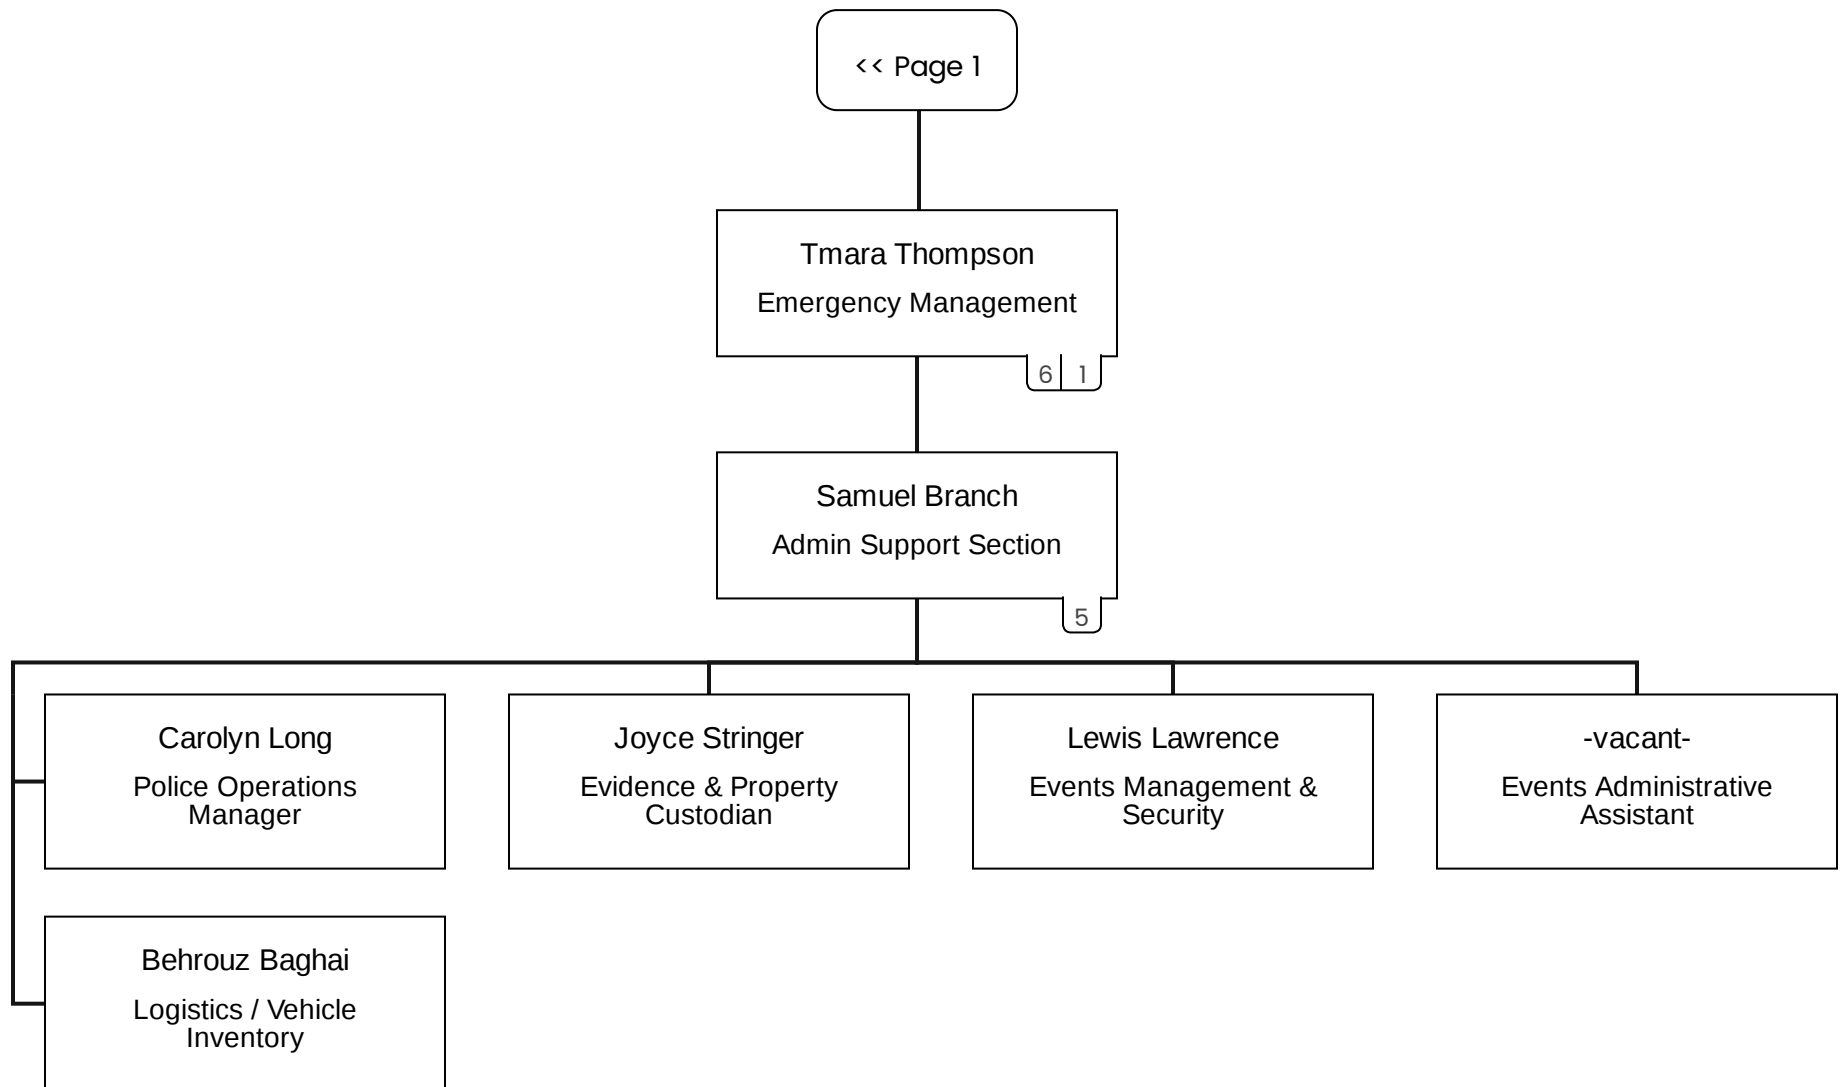 << Page 1
Tmara Thompson
Emergency Management
6 1
Samuel Branch
Admin Support Section
5
Carolyn Long
Police Operations
Manager
Joyce Stringer
Evidence & Property
Custodian
Lewis Lawrence
Events Management &
Security
-vacant-
Events Administrative
Assistant
Behrouz Baghai
Logistics / Vehicle
Inventory